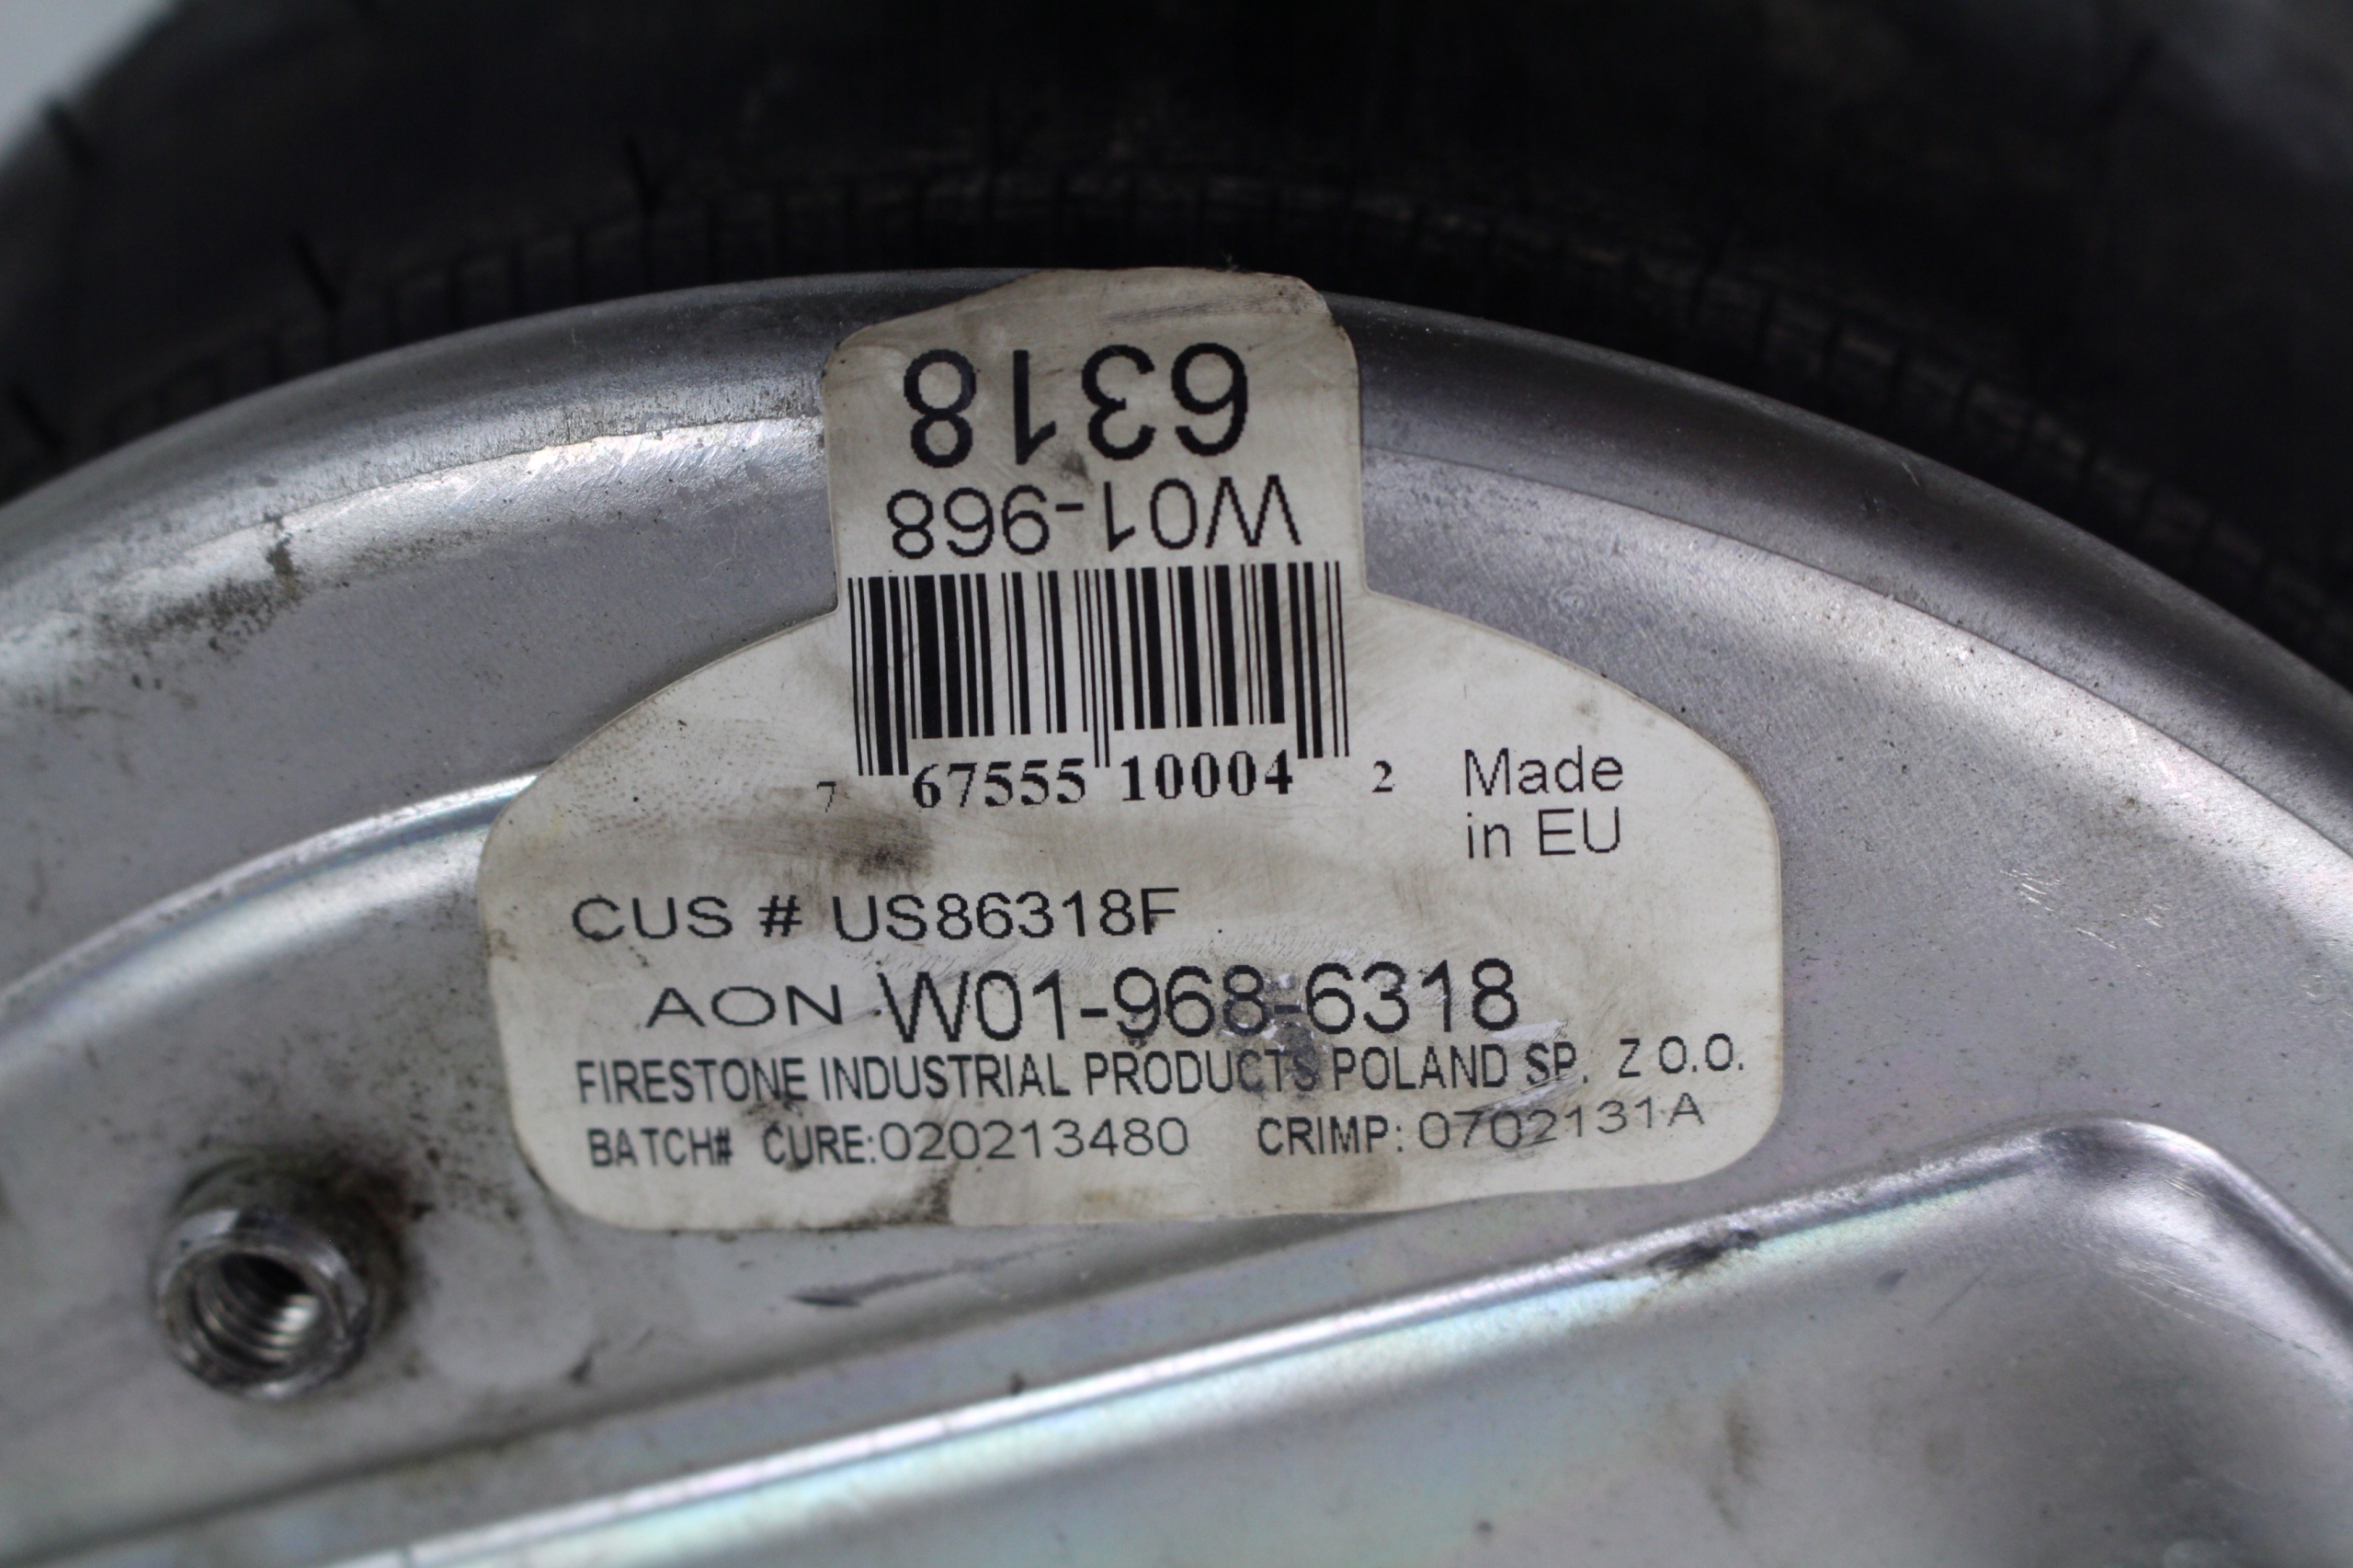 6318
W01-968
7 67555 10004 2
Made
in EU
CUS # US86318F
AON W01-968-6318
FIRESTONE INDUSTRIAL PRODUCTS POLAND SP. Z O.O.
BATCH# CURE:020213480 CRIMP: 0702131A